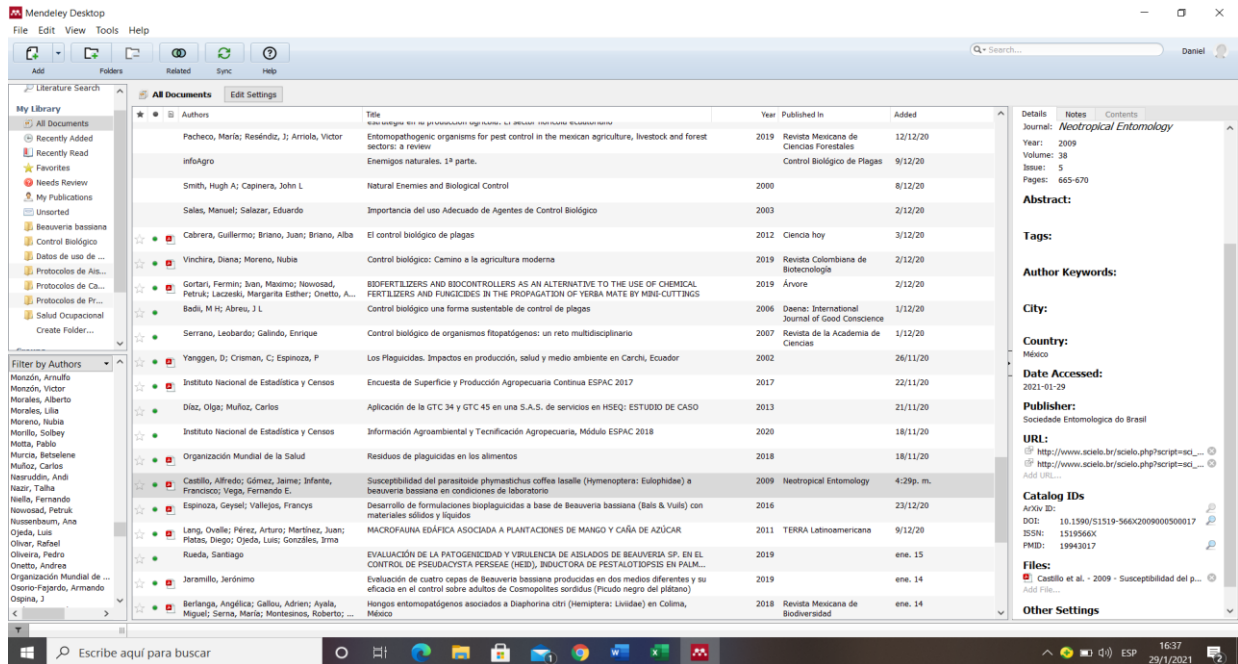 Mendeley Desktop
File Edit View Tools Help
Search...
Daniel
Add Folders Related Sync Help
Literature Search
My Library
All Documents
Recently Added
Recently Read
Favorites
Needs Review
My Publications
Unsorted
Beauveria bassiana
Control Biológico
Datos de uso de ...
Protocolos de Ais...
Protocolos de Ca...
Protocolos de Pr...
Salud Ocupacional
Create Folder...
Filter by Authors
Monzón, Arnulfo
Monzón, Victor
Morales, Alberto
Morales, Lilia
Moreno, Nubia
Morillo, Solbey
Motta, Pablo
Murcia, Betselene
Muñoz, Carlos
Nasruddin, Andi
Nazir, Talha
Niella, Fernando
Nowosad, Petruk
Nussenbaum, Ana
Ojeda, Luis
Olivar, Rafael
Oliveira, Pedro
Onetto, Andrea
Organización Mundial de ...
Osorio-Fajardo, Armando
Ospina, J
All Documents Edit Settings
Authors Title Year Published In Added
Pacheco, María; Reséndiz, J; Arriola, Victor Entomopathogenic organisms for pest control in the mexican agriculture, livestock and forest 2019 Revista Mexicana de 12/12/20
sectors: a review Ciencias Forestales
infoAgro Enemigos naturales. 1ª parte. Control Biológico de Plagas 9/12/20
Smith, Hugh A; Capinera, John L Natural Enemies and Biological Control 2000 8/12/20
Salas, Manuel; Salazar, Eduardo Importancia del uso Adecuado de Agentes de Control Biológico 2003 2/12/20
Cabrera, Guillermo; Briano, Juan; Briano, Alba El control biológico de plagas 2012 Ciencia hoy 3/12/20
Vinchira, Diana; Moreno, Nubia Control biológico: Camino a la agricultura moderna 2019 Revista Colombiana de 2/12/20
Biotecnología
Gortari, Fermin; Ivan, Maximo; Nowosad, BIOFERTILIZERS AND BIOCONTROLLERS AS AN ALTERNATIVE TO THE USE OF CHEMICAL 2019 Árvore 2/12/20
Petruk; Laczeski, Margarita Esther; Onetto, A... FERTILIZERS AND FUNGICIDES IN THE PROPAGATION OF YERBA MATE BY MINI-CUTTINGS
Badii, M H; Abreu, J L Control biológico una forma sustentable de control de plagas 2006 Daena: International 1/12/20
Journal of Good Conscience
Serrano, Leobardo; Galindo, Enrique Control biológico de organismos fitopatógenos: un reto multidisciplinario 2007 Revista de la Academia de 1/12/20
Ciencias
Yanggen, D; Crisman, C; Espinoza, P Los Plaguicidas. Impactos en producción, salud y medio ambiente en Carchi, Ecuador 2002 26/11/20
Instituto Nacional de Estadística y Censos Encuesta de Superficie y Producción Agropecuaria Continua ESPAC 2017 2017 22/11/20
Díaz, Olga; Muñoz, Carlos Aplicación de la GTC 34 y GTC 45 en una S.A.S. de servicios en HSEQ: ESTUDIO DE CASO 2013 21/11/20
Instituto Nacional de Estadística y Censos Información Agroambiental y Tecnificación Agropecuaria, Módulo ESPAC 2018 2020 18/11/20
Organización Mundial de la Salud Residuos de plaguicidas en los alimentos 2018 18/11/20
Castillo, Alfredo; Gómez, Jaime; Infante, Susceptibilidad del parasitoide phymastichus coffea lasalle (Hymenoptera: Eulophidae) a 2009 Neotropical Entomology 4:29p. m.
Francisco; Vega, Fernando E. beauveria bassiana en condiciones de laboratorio
Espinoza, Geysel; Vallejos, Francys Desarrollo de formulaciones bioplaguicidas a base de Beauveria bassiana (Bals & Vuils) con 2016 23/12/20
materiales sólidos y líquidos
Lang, Ovalle; Pérez, Arturo; Martínez, Juan; MACROFAUNA EDÁFICA ASOCIADA A PLANTACIONES DE MANGO Y CAÑA DE AZÚCAR 2011 TERRA Latinoamericana 9/12/20
Platas, Diego; Ojeda, Luis; Gonzáles, Irma
Rueda, Santiago EVALUACIÓN DE LA PATOGENICIDAD Y VIRULENCIA DE AISLADOS DE BEAUVERIA SP. EN EL 2019 ene. 15
CONTROL DE PSEUDACYSTA PERSEAE (HEID), INDUCTORA DE PESTALOTIOPSIS EN PALM...
Jaramillo, Jerónimo Evaluación de cuatro cepas de Beauveria bassiana producidas en dos medios diferentes y su 2019 ene. 14
eficacia en el control sobre adultos de Cosmopolites sordidus (Picudo negro del plátano)
Berlanga, Angélica; Gallou, Adrien; Ayala, Hongos entomopatógenos asociados a Diaphorina citri (Hemiptera: Liviidae) en Colima, 2018 Revista Mexicana de ene. 14
Miguel; Serna, María; Montesinos, Roberto; ... México Biodiversidad
Details Notes Contents
Journal: Neotropical Entomology
Year: 2009
Volume: 38
Issue: 5
Pages: 665-670
Abstract:
Tags:
Author Keywords:
City:
Country:
México
Date Accessed:
2021-01-29
Publisher:
Sociedade Entomologica do Brasil
URL:
http://www.scielo.br/scielo.php?script=sci_...
http://www.scielo.br/scielo.php?script=sci_...
Add URL...
Catalog IDs
ArXiv ID:
DOI: 10.1590/S1519-566X2009000500017
ISSN: 1519566X
PMID: 19943017
Files:
Castillo et al. - 2009 - Susceptibilidad del p...
Add File...
Other Settings
Escribe aquí para buscar
ESP
16:37
29/1/2021